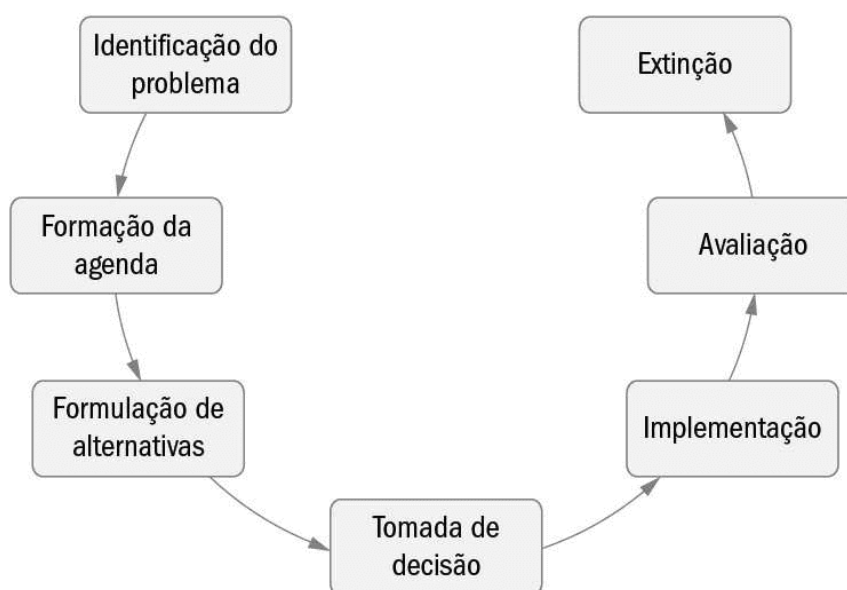 Identificação do
problema
Formação da
agenda
Formulação de
alternativas
Tomada de
decisão
Implementação
Avaliação
Extinção